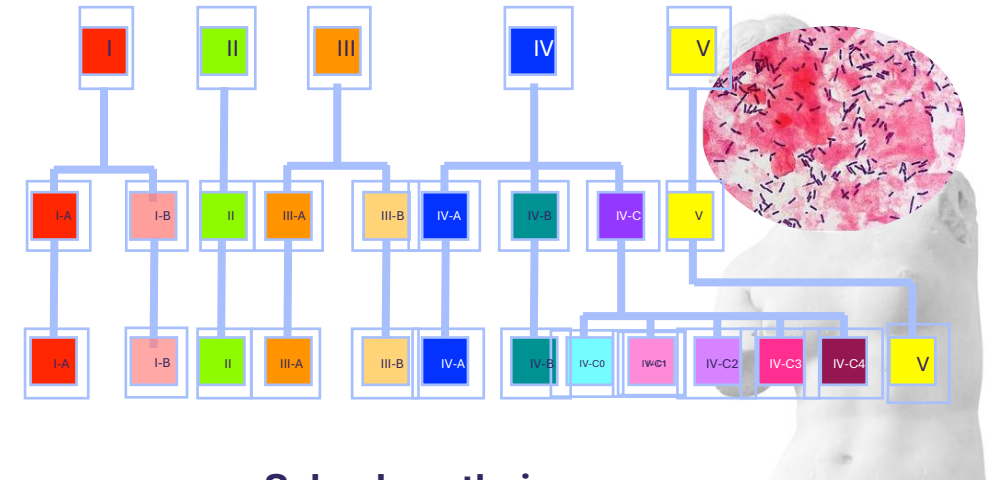 I II III IV V
I-A I-B II III-A III-B IV-A IV-B IV-C V
I-A I-B II III-A III-B IV-A IV-B IV-C0 IV-C1 IV-C2 IV-C3 IV-C4 V